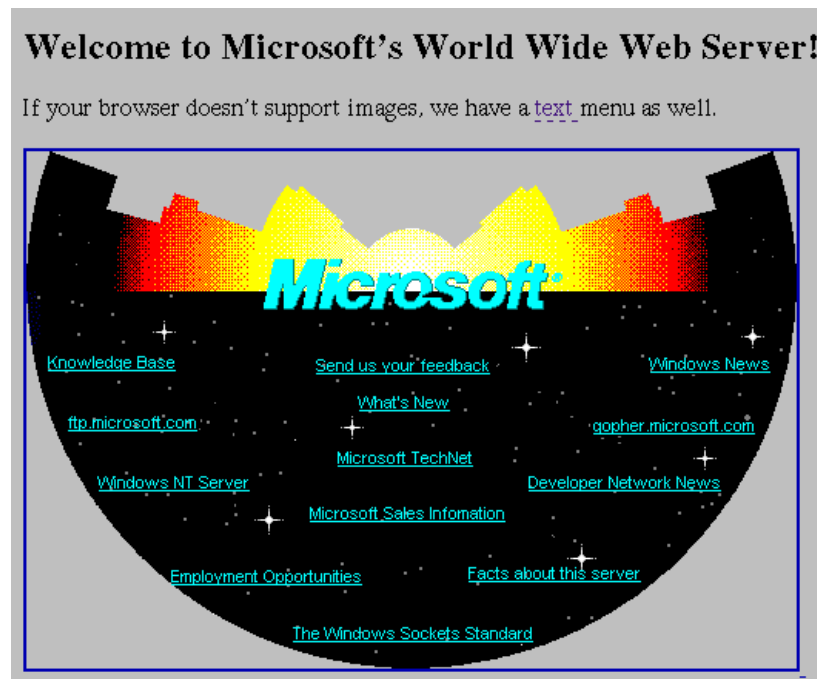 Welcome to Microsoft's World Wide Web Server!
If your browser doesn't support images, we have a text menu as well.
Microsoft
Knowledge Base
Send us your feedback
Windows News
What's New
ftp.microsoft.com
gopher.microsoft.com
Microsoft TechNet
Windows NT Server
Developer Network News
Microsoft Sales Infomation
Employment Opportunities
Facts about this server
The Windows Sockets Standard